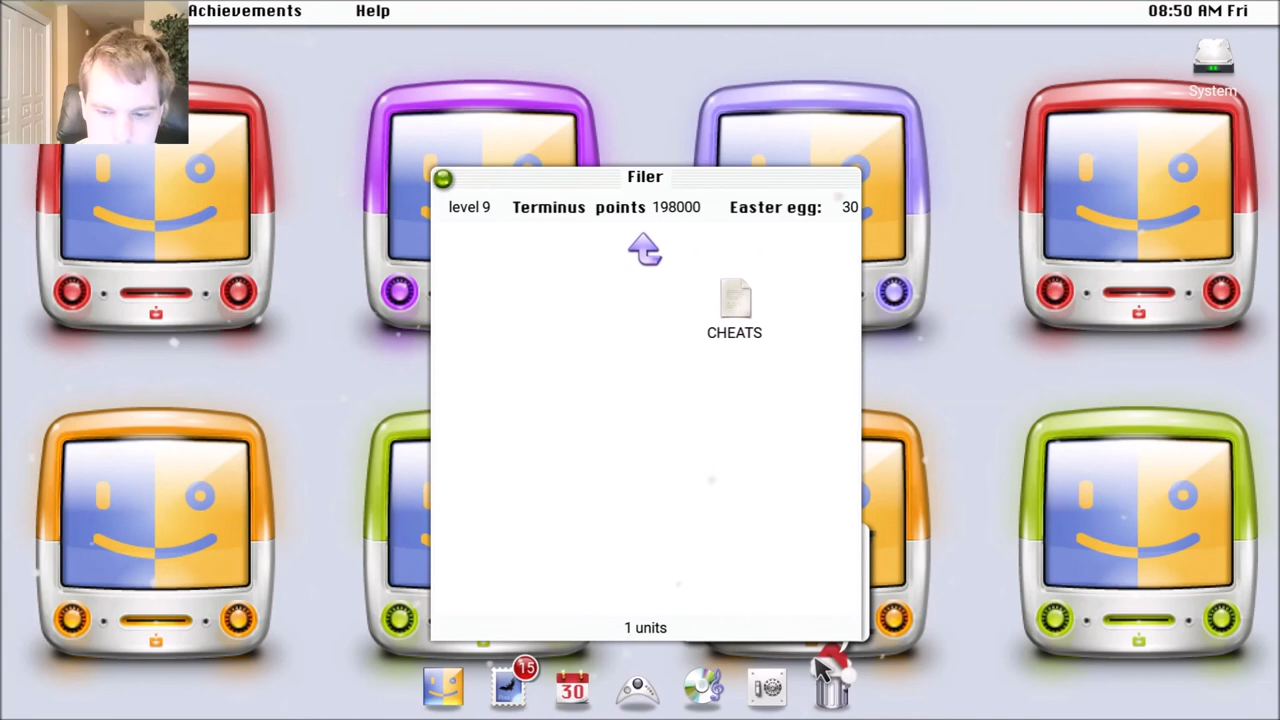 Achievements Help 08:50 AM Fri
System
Filer
level 9 Terminus points 198000 Easter egg: 30
CHEATS
1 units
15
30